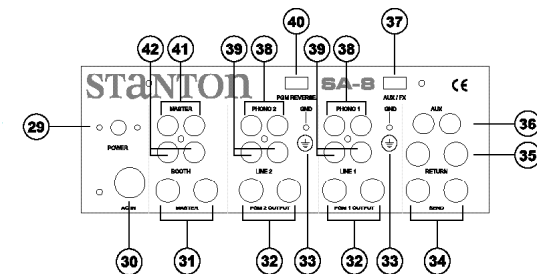 42 41 39 38 40 39 38 37
STANTON SA-8 CE
PGM REVERSE AUX / FX
MASTER PHONO 2 GND PHONO 1 GND AUX
29 36
POWER 35
BOOTH LINE 2 LINE 1 RETURN
AC IN MASTER PGM 2 OUTPUT PGM 1 OUTPUT SEND
30 31 32 33 32 33 34